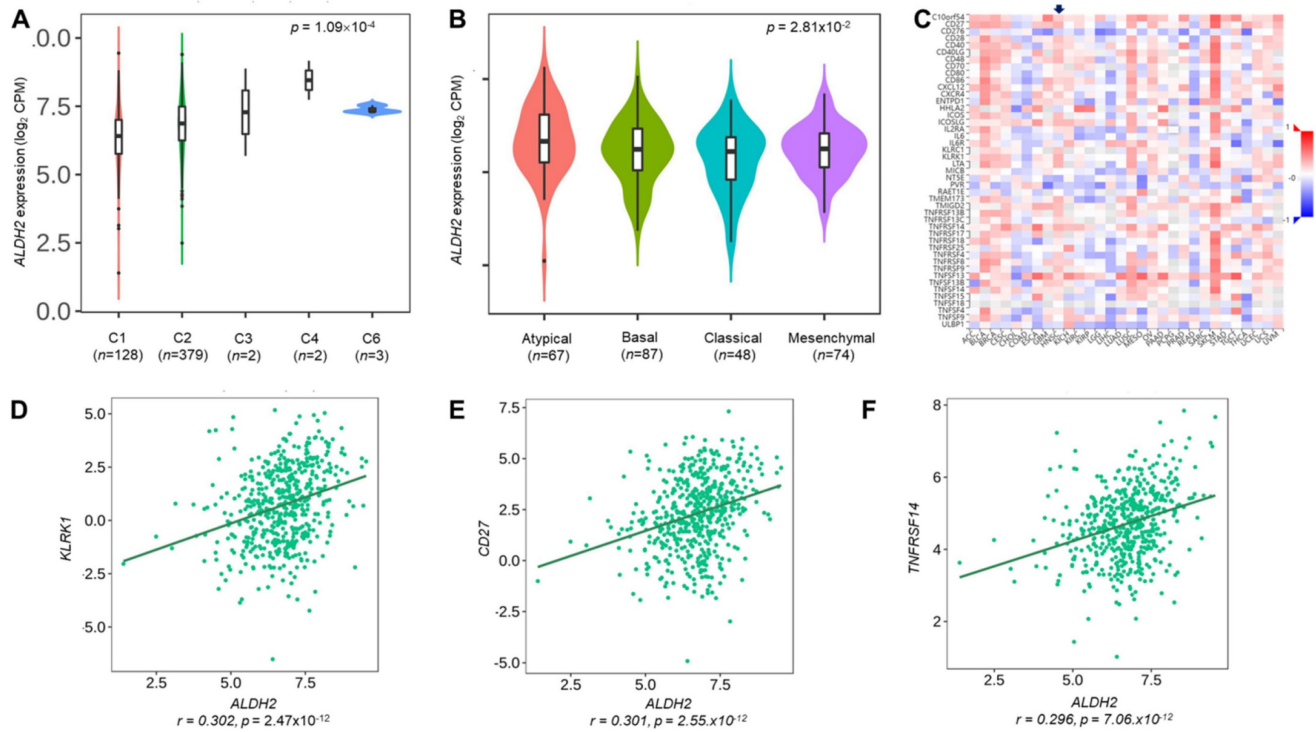 A
p = 1.09×10-4
ALDH2 expression (log2 CPM)
.0.0
7.5
5.0
2.5
0.0
C1
(n=128)
C2
(n=379)
C3
(n=2)
C4
(n=2)
C6
(n=3)
B
p = 2.81x10-2
ALDH2 expression (log2 CPM)
Atypical
(n=67)
Basal
(n=87)
Classical
(n=48)
Mesenchymal
(n=74)
C
C10orf54
CD27
CD276
CD28
CD40
CD40LG
CD48
CD70
CD80
CD86
CXCL12
CXCR4
ENTPD1
HHLA2
ICOS
ICOSLG
IL2RA
IL6
IL6R
KLRC1
KLRK1
LTA
MICB
NT5E
PVR
RAET1E
TMEM173
TMIGD2
TNFRSF13B
TNFRSF13C
TNFRSF14
TNFRSF17
TNFRSF18
TNFRSF25
TNFRSF4
TNFRSF8
TNFRSF9
TNFSF13
TNFSF13B
TNFSF14
TNFSF15
TNFSF18
TNFSF4
TNFSF9
ULBP1
1
-0
-1
D
KLRK1
5.0
2.5
0.0
-2.5
-5.0
2.5
5.0
7.5
ALDH2
r = 0.302, p = 2.47x10-12
E
CD27
7.5
5.0
2.5
0.0
-2.5
-5.0
2.5
5.0
7.5
ALDH2
r = 0.301, p = 2.55.x10-12
F
TNFRSF14
8
6
4
2
2.5
5.0
7.5
ALDH2
r = 0.296, p = 7.06.x10-12